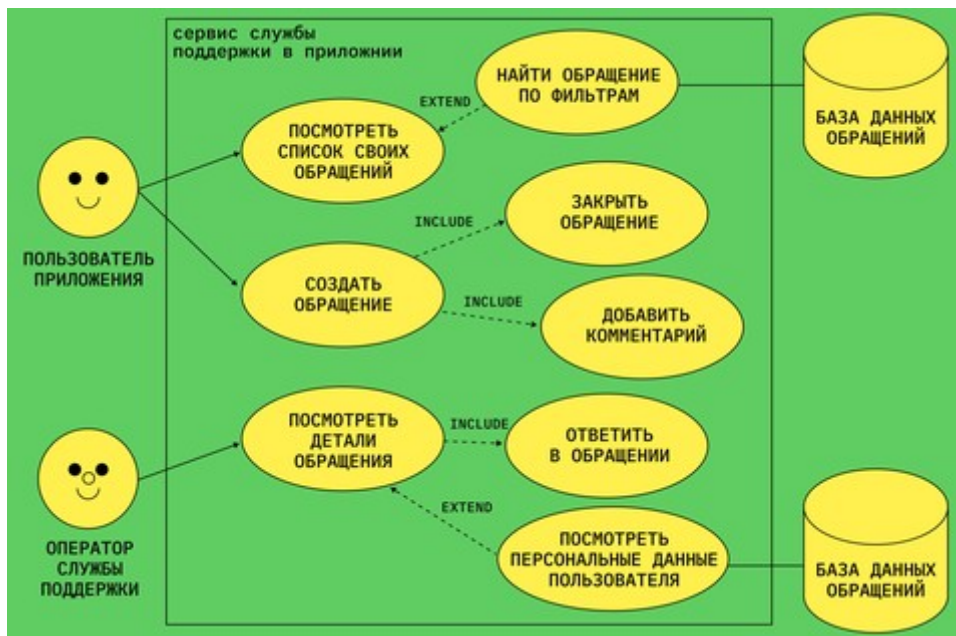 сервис службы
поддержки в приложнии
НАЙТИ ОБРАЩЕНИЕ
ПО ФИЛЬТРАМ
БАЗА ДАННЫХ
ОБРАЩЕНИЙ
EXTEND
ПОСМОТРЕТЬ
СПИСОК СВОИХ
ОБРАЩЕНИЙ
ПОЛЬЗОВАТЕЛЬ
ПРИЛОЖЕНИЯ
INCLUDE
ЗАКРЫТЬ
ОБРАЩЕНИЕ
СОЗДАТЬ
ОБРАЩЕНИЕ
INCLUDE
ДОБАВИТЬ
КОММЕНТАРИЙ
ПОСМОТРЕТЬ
ДЕТАЛИ
ОБРАЩЕНИЯ
INCLUDE
ОТВЕТИТЬ
В ОБРАЩЕНИИ
EXTEND
ОПЕРАТОР
СЛУЖБЫ
ПОДДЕРЖКИ
ПОСМОТРЕТЬ
ПЕРСОНАЛЬНЫЕ ДАННЫЕ
ПОЛЬЗОВАТЕЛЯ
БАЗА ДАННЫХ
ОБРАЩЕНИЙ